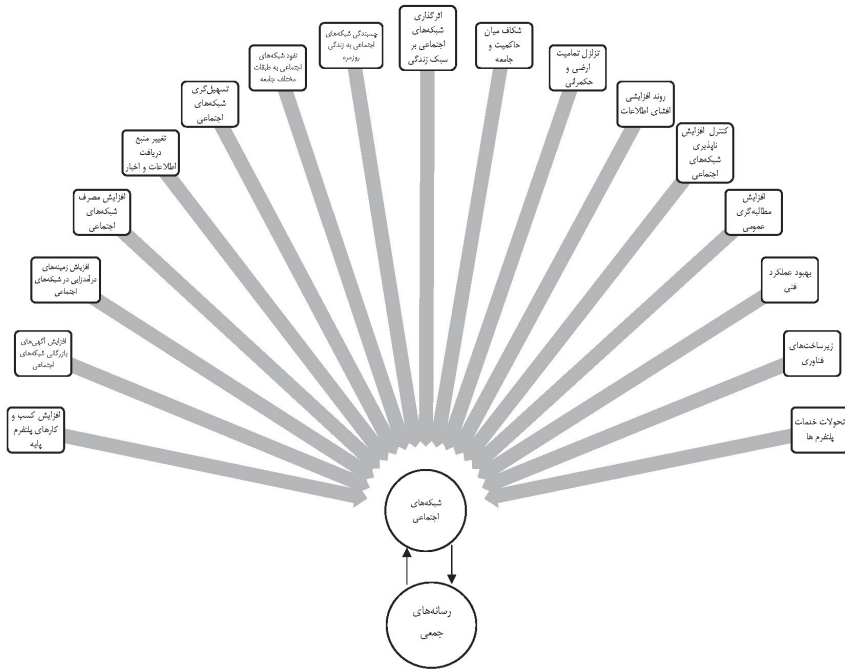 اثرگذاری
شبکه‌های
اجتماعی بر
سبک زندگی
شکاف میان
حاکمیت و
جامعه
تزلزل تمامیت
ارضی و
حکمرانی
روند افزایشی
افشای اطلاعات
کنترل افزایش
ناپذیری
شبکه‌های
اجتماعی
افزایش
مطالبه‌گری
عمومی
بهبود عملکرد
فنی
زیرساخت‌های
فناوری
تحولات خدمات
پلتفرم ها
چسبندگی شبکه‌های
اجتماعی به زندگی
روزمره
نفوذ شبکه‌های
اجتماعی به طبقات
مختلف جامعه
تسهیل‌گری
شبکه‌های
اجتماعی
تغییر منبع
دریافت
اطلاعات و اخبار
افزایش مصرف
شبکه‌های
اجتماعی
افزیاش زمینه‌های
درآمدزایی در شبکه‌های
اجتماعی
افزایش آگهی‌های
بازرگانی شبکه‌های
اجتماعی
افزایش کسب و
کارهای پلتفرم
پایه
شبکه‌های
اجتماعی
رسانه‌های
جمعی